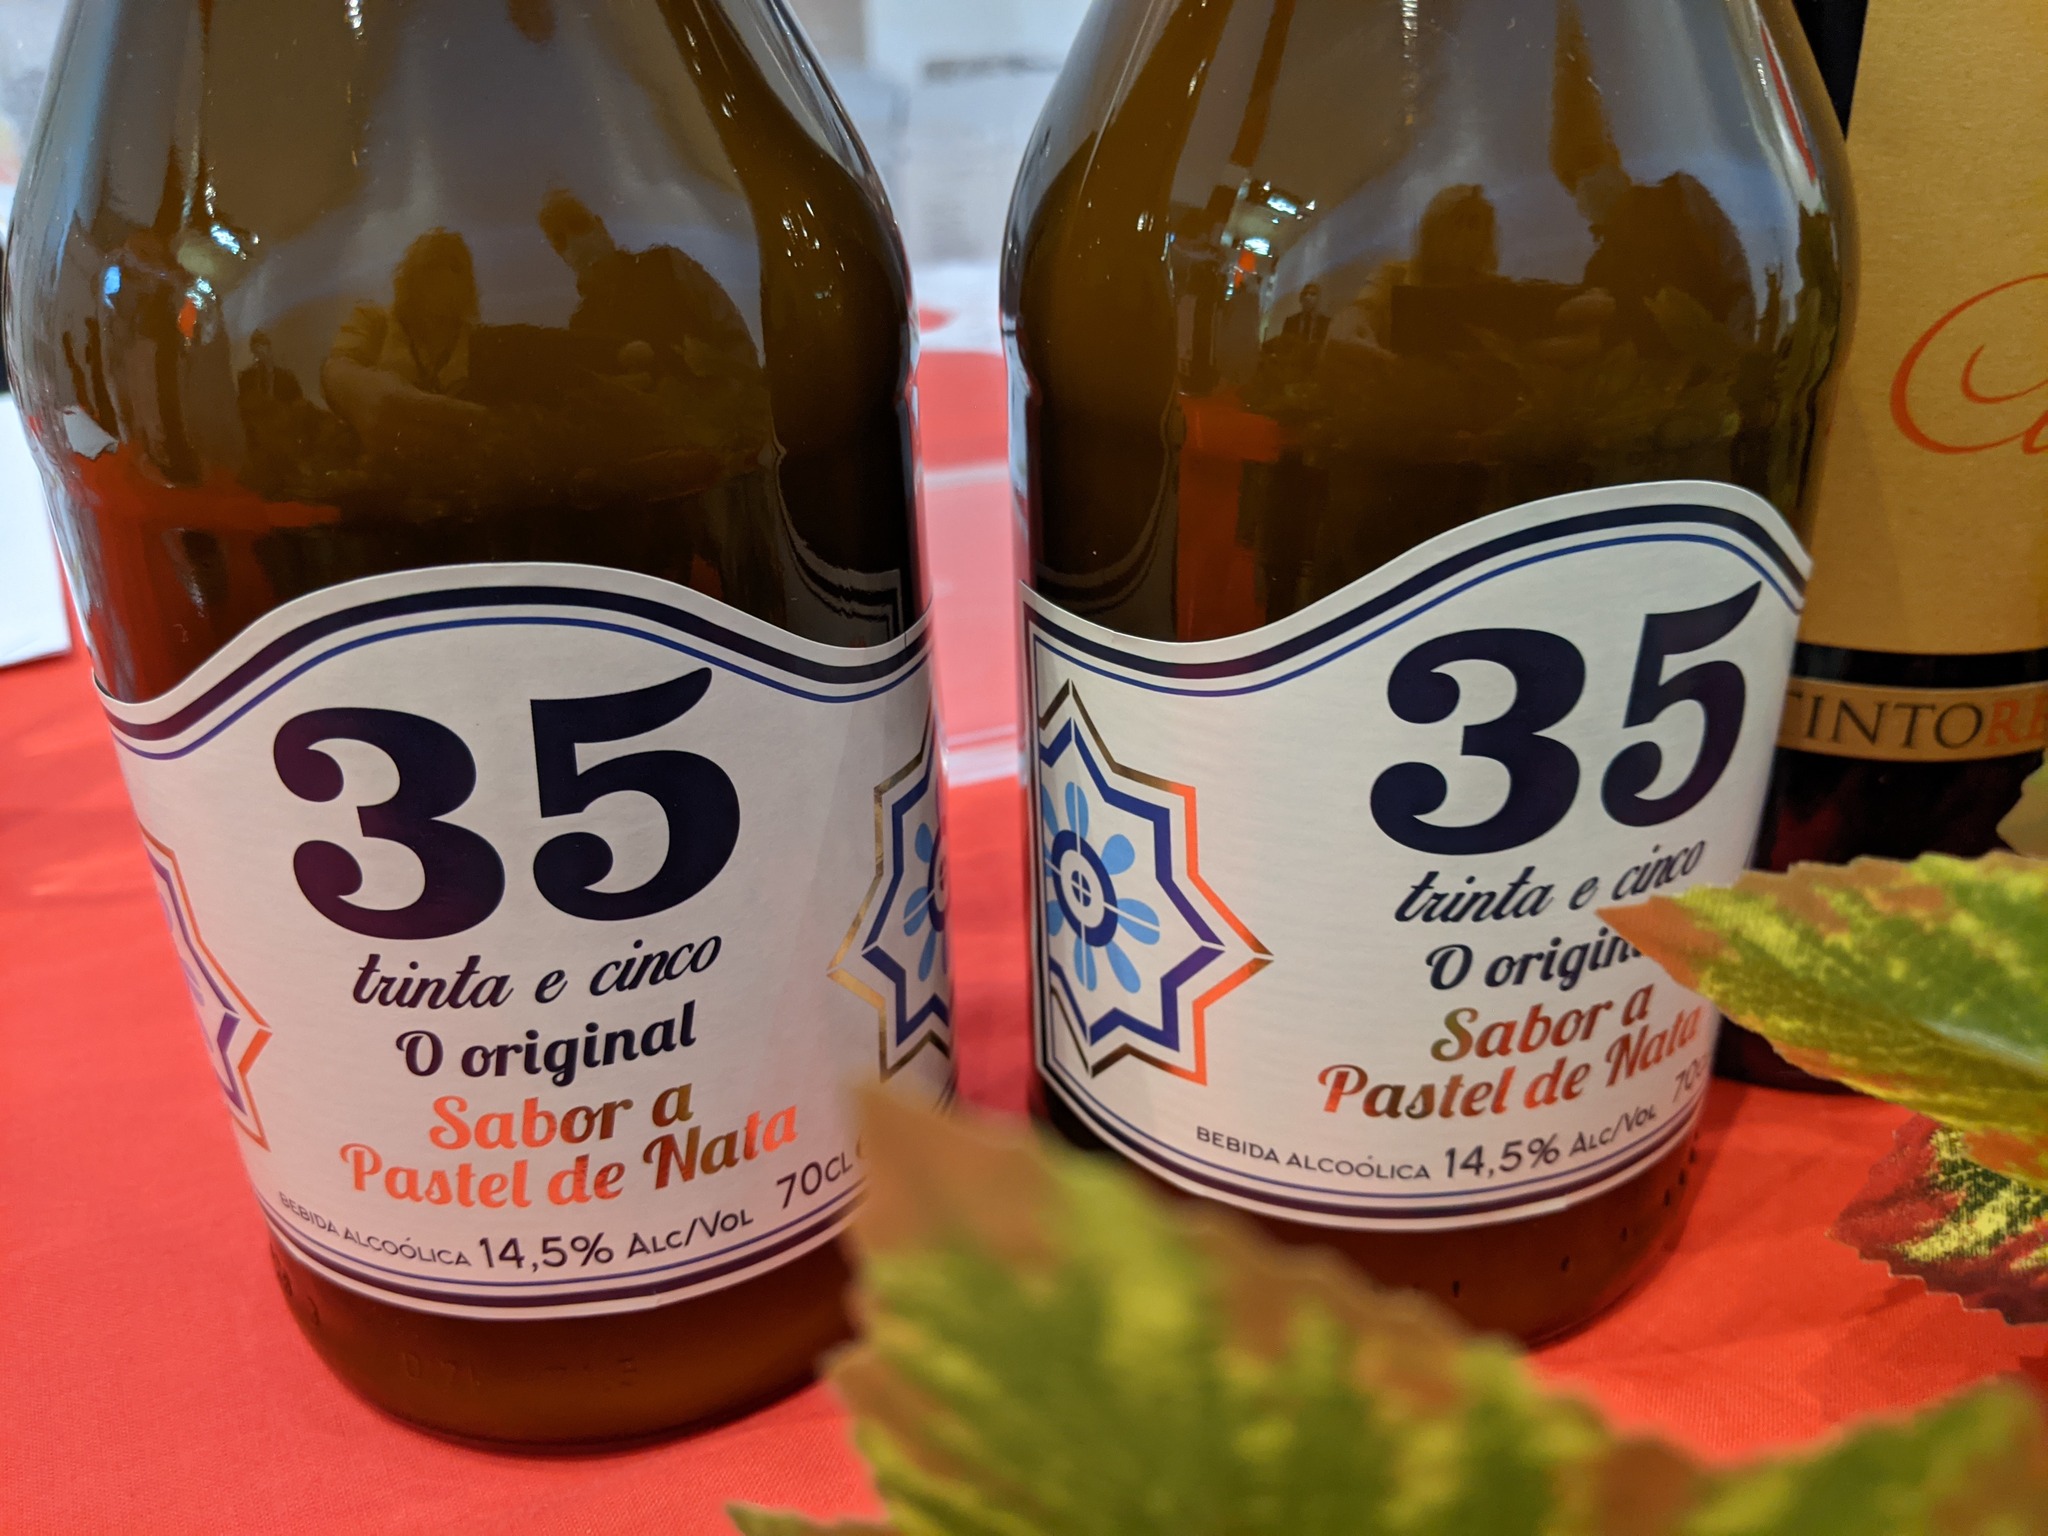 35
trinta e cinco
O original
Sabor a
Pastel de Nata
BEBIDA ALCOÓLICA 14,5% ALC/VOL 70CL
35
trinta e cinco
O
Sabor a
Pastel de Nata
BEBIDA ALCOÓLICA 14,5% ALC/VOL